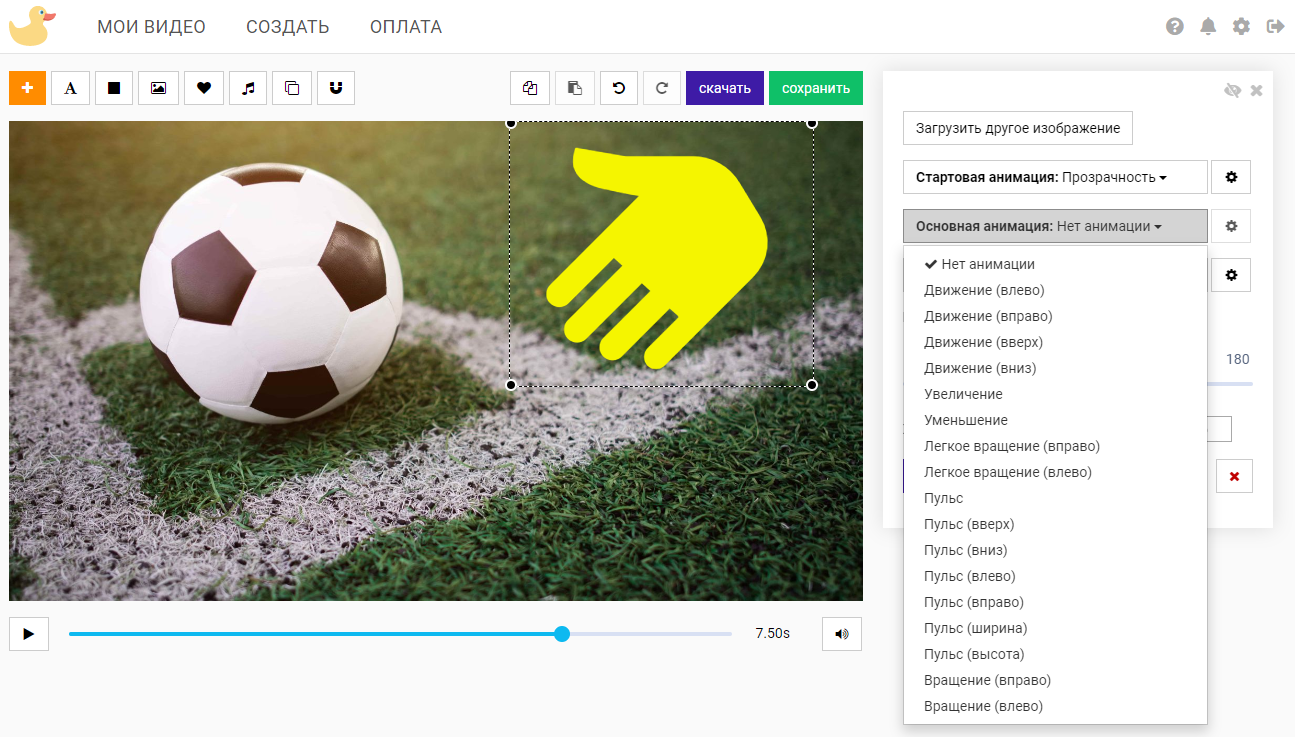 МОИ ВИДЕО СОЗДАТЬ ОПЛАТА
A скачать сохранить
Загрузить другое изображение
Стартовая анимация: Прозрачность
Основная анимация: Нет анимации
Нет анимации
Движение (влево)
Движение (вправо)
Движение (вверх)
180
Движение (вниз)
Увеличение
Уменьшение
Легкое вращение (вправо)
Легкое вращение (влево)
Пульс
Пульс (вверх)
Пульс (вниз)
Пульс (влево)
Пульс (вправо)
Пульс (ширина)
7.50s
Пульс (высота)
Вращение (вправо)
Вращение (влево)